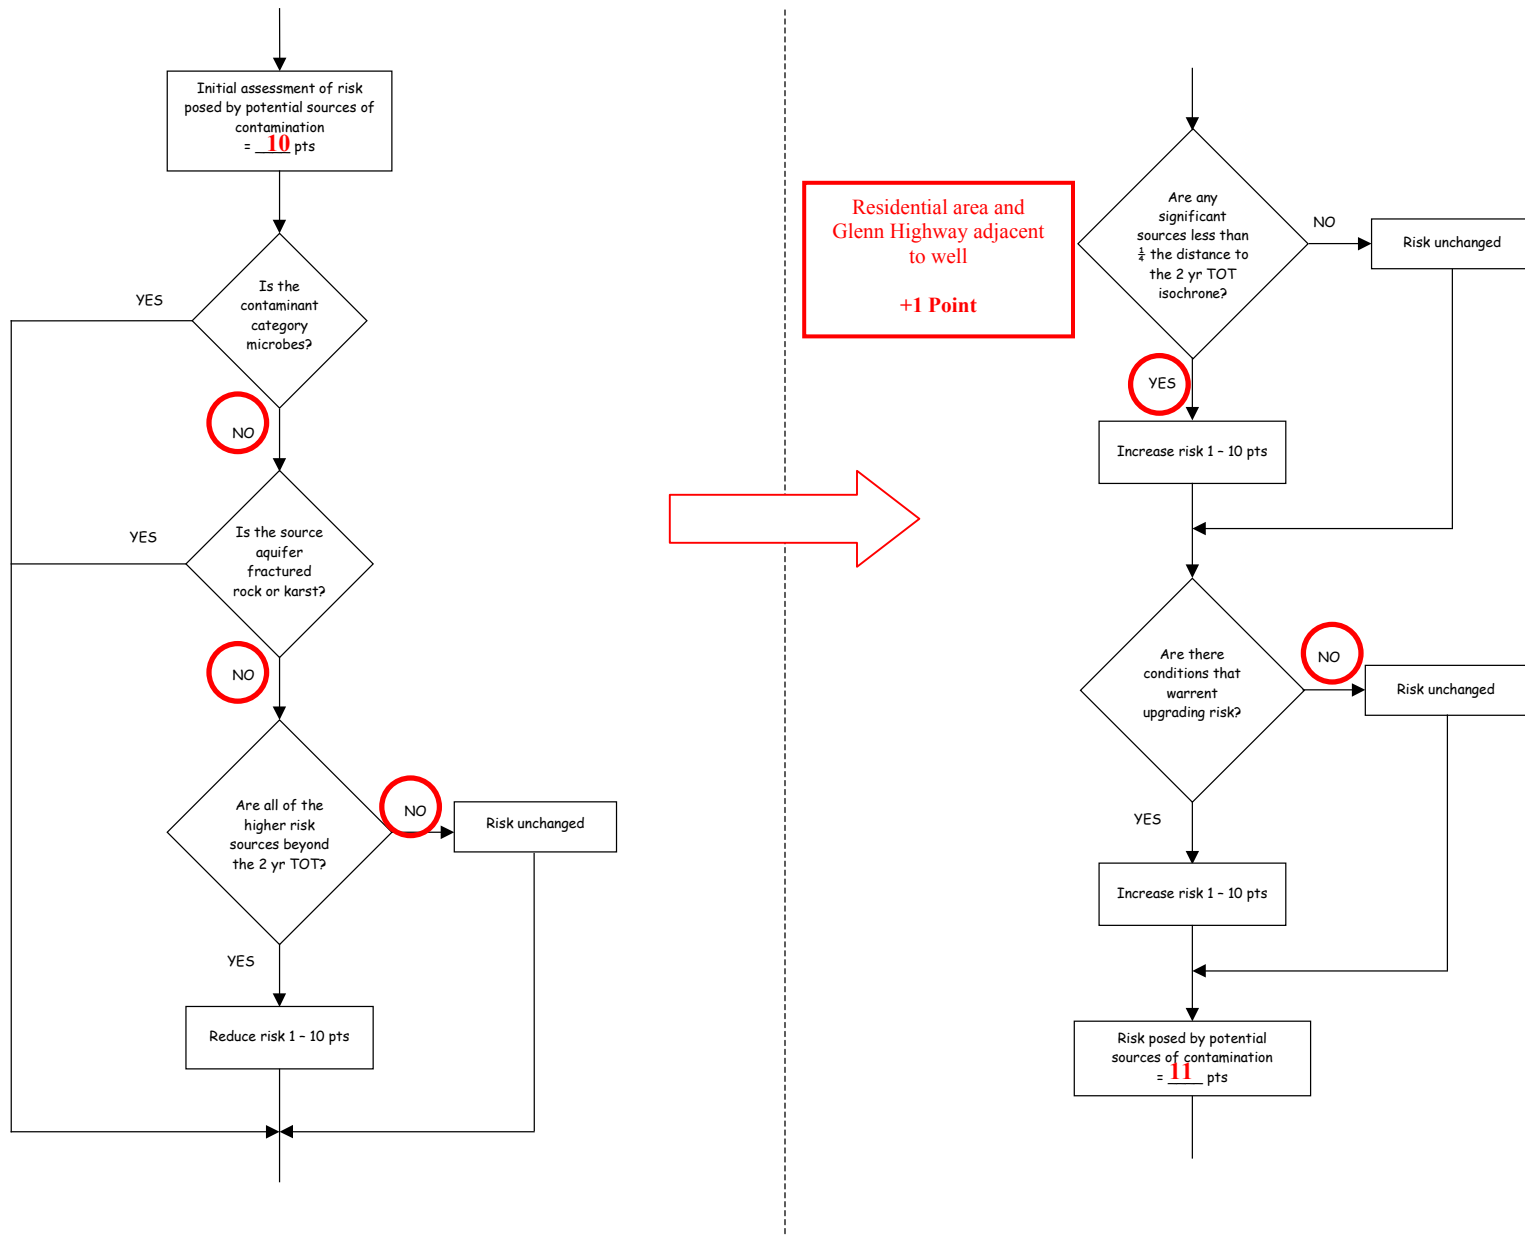 Initial assessment of risk
posed by potential sources of
contamination
= 10 pts
Is the
contaminant
category
microbes?
YES
NO
Is the source
aquifer
fractured
rock or karst?
YES
NO
Are all of the
higher risk
sources beyond
the 2 yr TOT?
NO
Risk unchanged
YES
Reduce risk 1 – 10 pts
Residential area and
Glenn Highway adjacent
to well
+1 Point
Are any
significant
sources less than
¼ the distance to
the 2 yr TOT
isochrone?
NO
Risk unchanged
YES
Increase risk 1 – 10 pts
Are there
conditions that
warrent
upgrading risk?
NO
Risk unchanged
YES
Increase risk 1 – 10 pts
Risk posed by potential
sources of contamination
= 11 pts